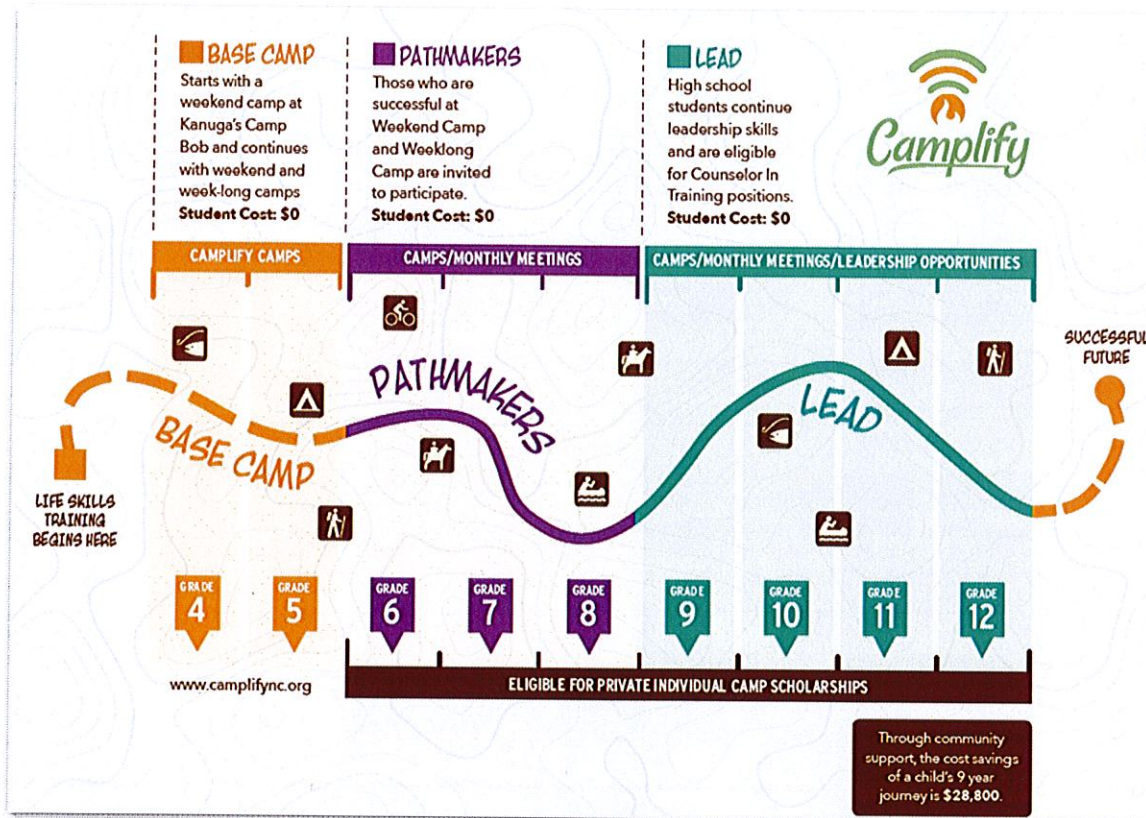 BASE CAMP
Starts with a
weekend camp at
Kanuga's Camp
Bob and continues
with weekend and
week-long camps
Student Cost: $0
PATHMAKERS
Those who are
successful at
Weekend Camp
and Weeklong
Camp are invited
to participate.
Student Cost: $0
LEAD
High school
students continue
leadership skills
and are eligible
for Counselor In
Training positions.
Student Cost: $0
Camplify
CAMPLIFY CAMPS
CAMPS/MONTHLY MEETINGS
CAMPS/MONTHLY MEETINGS/LEADERSHIP OPPORTUNITIES
LIFE SKILLS
TRAINING
BEGINS HERE
BASE CAMP
PATHMAKERS
LEAD
SUCCESSFUL
FUTURE
GRADE
4
GRADE
5
GRADE
6
GRADE
7
GRADE
8
GRADE
9
GRADE
10
GRADE
11
GRADE
12
www.camplifync.org
ELIGIBLE FOR PRIVATE INDIVIDUAL CAMP SCHOLARSHIPS
Through community
support, the cost savings
of a child's 9 year
journey is $28,800.